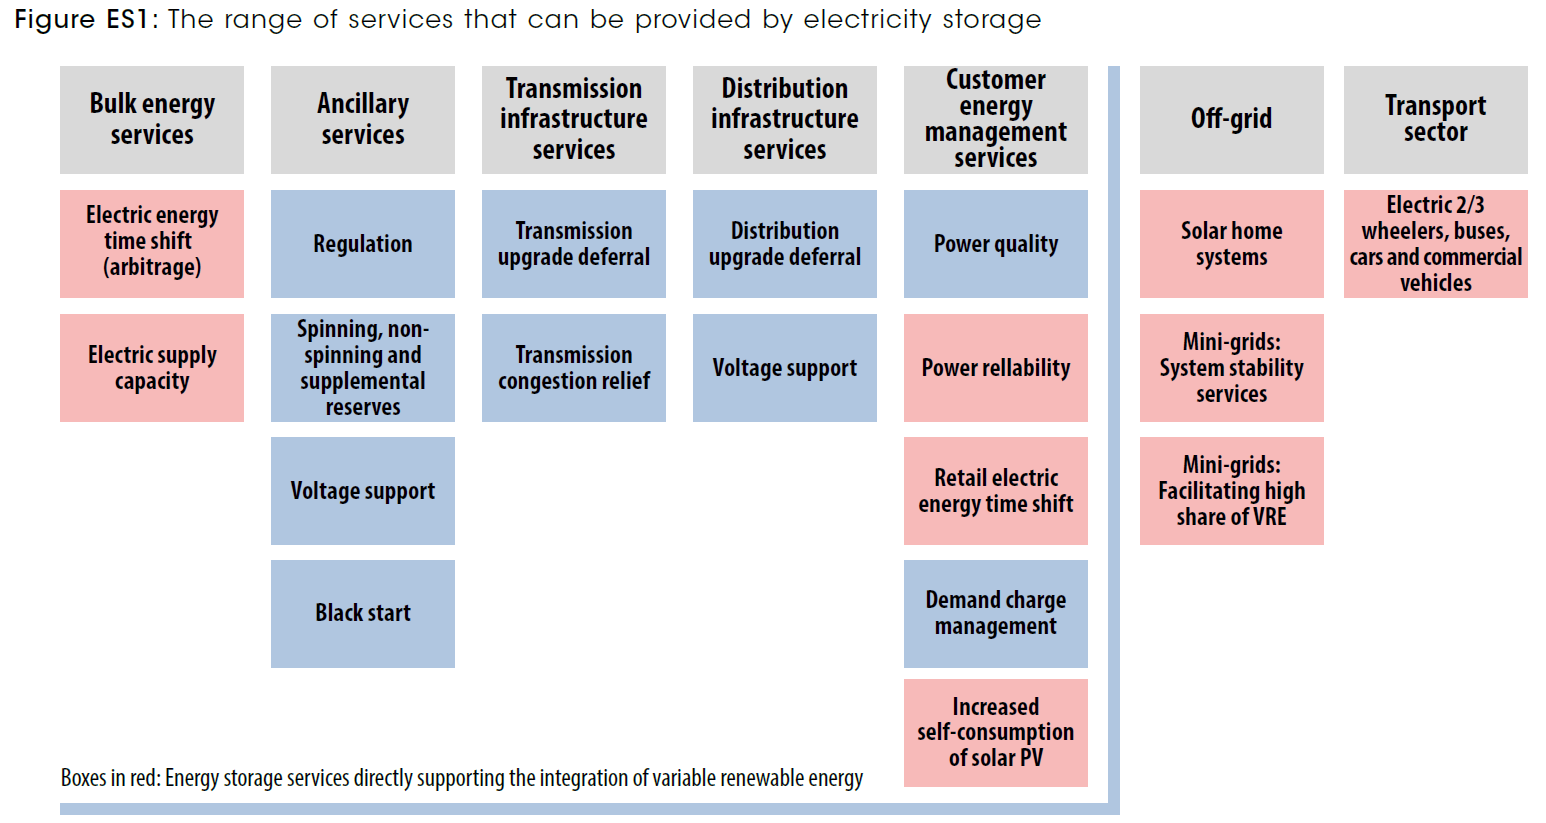 Figure ES1: The range of services that can be provided by electricity storage
Bulk energy
services
Ancillary
services
Transmission
infrastructure
services
Distribution
infrastructure
services
Customer
energy
management
services
Off-grid
Transport
sector
Electric energy
time shift
(arbitrage)
Electric supply
capacity
Regulation
Spinning, non-
spinning and
supplemental
reserves
Voltage support
Black start
Transmission
upgrade deferral
Transmission
congestion relief
Distribution
upgrade deferral
Voltage support
Power quality
Power rellability
Retail electric
energy time shift
Demand charge
management
Increased
self-consumption
of solar PV
Solar home
systems
Mini-grids:
System stability
services
Mini-grids:
Facilitating high
share of VRE
Electric 2/3
wheelers, buses,
cars and commercial
vehicles
Boxes in red: Energy storage services directly supporting the integration of variable renewable energy